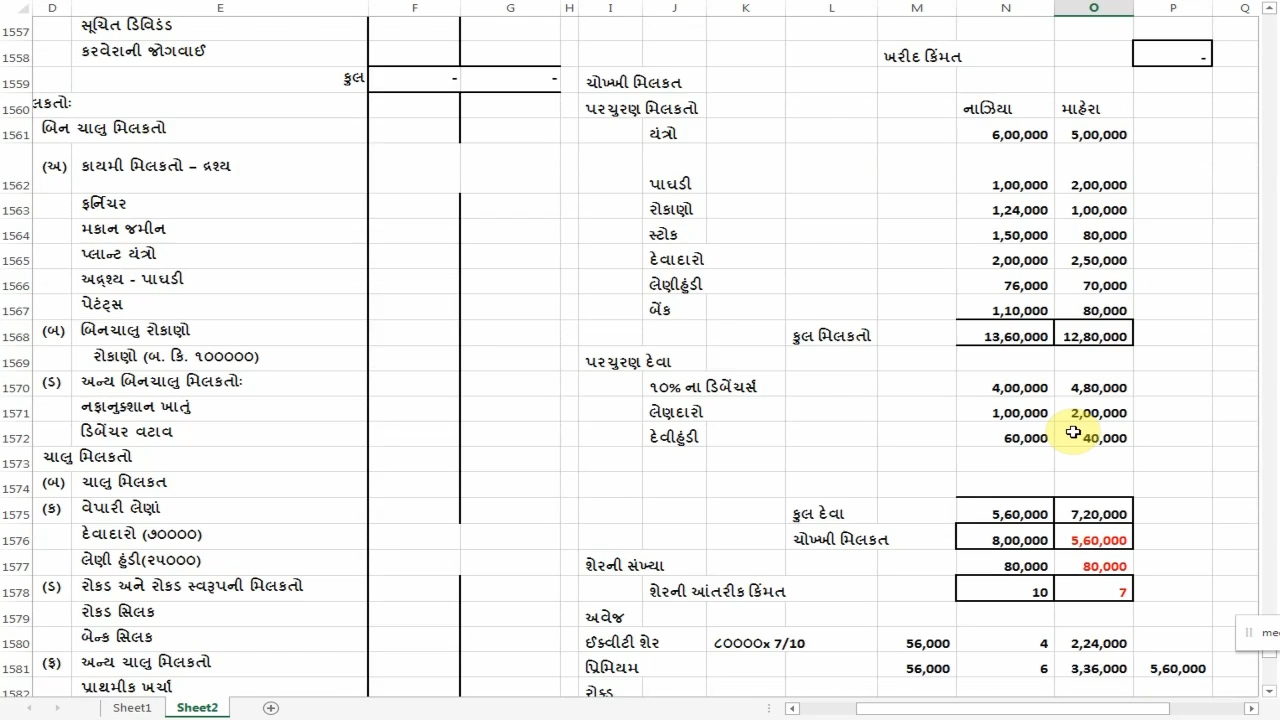 D E F G H I J K L M N O P Q
1557 સૂચિત ડિવિડંડ
1558 કરવેરાની જોગવાઈ ખરીદ કિંમત -
1559 કુલ - - ચોખ્ખી મિલકત
1560 લકતોઃ પરચુરણ મિલકતો નાઝિયા માહેરા
1561 બિન ચાલુ મિલકતો યંત્રો 6,00,000 5,00,000
1562 (અ) કાયમી મિલકતો – દ્રશ્ય પાઘડી 1,00,000 2,00,000
1563 ફર્નિચર રોકાણો 1,24,000 1,00,000
1564 મકાન જમીન સ્ટોક 1,50,000 80,000
1565 પ્લાન્ટ યંત્રો દેવાદારો 2,00,000 2,50,000
1566 અદ્રશ્ય - પાઘડી લેણીહુંડી 76,000 70,000
1567 પેટંટ્સ બેંક 1,10,000 80,000
1568 (બ) બિનચાલુ રોકાણો કુલ મિલકતો 13,60,000 12,80,000
1569 રોકાણો (બ. કિ. ૧૦૦૦૦૦) પરચુરણ દેવા
1570 (ડ) અન્ય બિનચાલુ મિલકતોઃ ૧૦% ના ડિબેંચર્સ 4,00,000 4,80,000
1571 નફાનુકશાન ખાતું લેણદારો 1,00,000 2,00,000
1572 ડિબેંચર વટાવ દેવીહુંડી 60,000 40,000
1573 ચાલુ મિલકતો
1574 (બ) ચાલુ મિલકત
1575 (ક) વેપારી લેણાં કુલ દેવા 5,60,000 7,20,000
1576 દેવાદારો (૭૦૦૦૦) ચોખ્ખી મિલકત 8,00,000 5,60,000
1577 લેણી હુંડી(૨૫૦૦૦) શેરની સંખ્યા 80,000 80,000
1578 (ડ) રોકડ અને રોકડ સ્વરૂપની મિલકતો શેરની આંતરીક કિંમત 10 7
1579 રોકડ સિલક અવેજ
1580 બેન્ક સિલક ઈક્વીટી શેર ૮૦૦૦૦x 7/10 56,000 4 2,24,000
1581 (ફ) અન્ય ચાલુ મિલકતો પ્રિમિયમ 56,000 6 3,36,000 5,60,000
1582 પ્રાથમીક ખર્ચા રોકડ
Sheet1 Sheet2